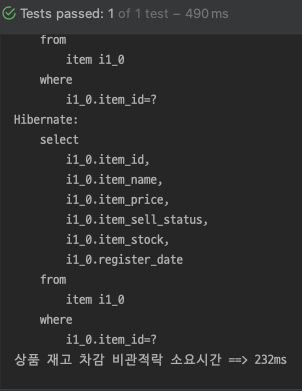 Tests passed: 1 of 1 test – 490 ms
from
item i1_0
where
i1_0.item_id=?
Hibernate:
select
i1_0.item_id,
i1_0.item_name,
i1_0.item_price,
i1_0.item_sell_status,
i1_0.item_stock,
i1_0.register_date
from
item i1_0
where
i1_0.item_id=?
상품 재고 차감 비관적락 소요시간 ==> 232ms